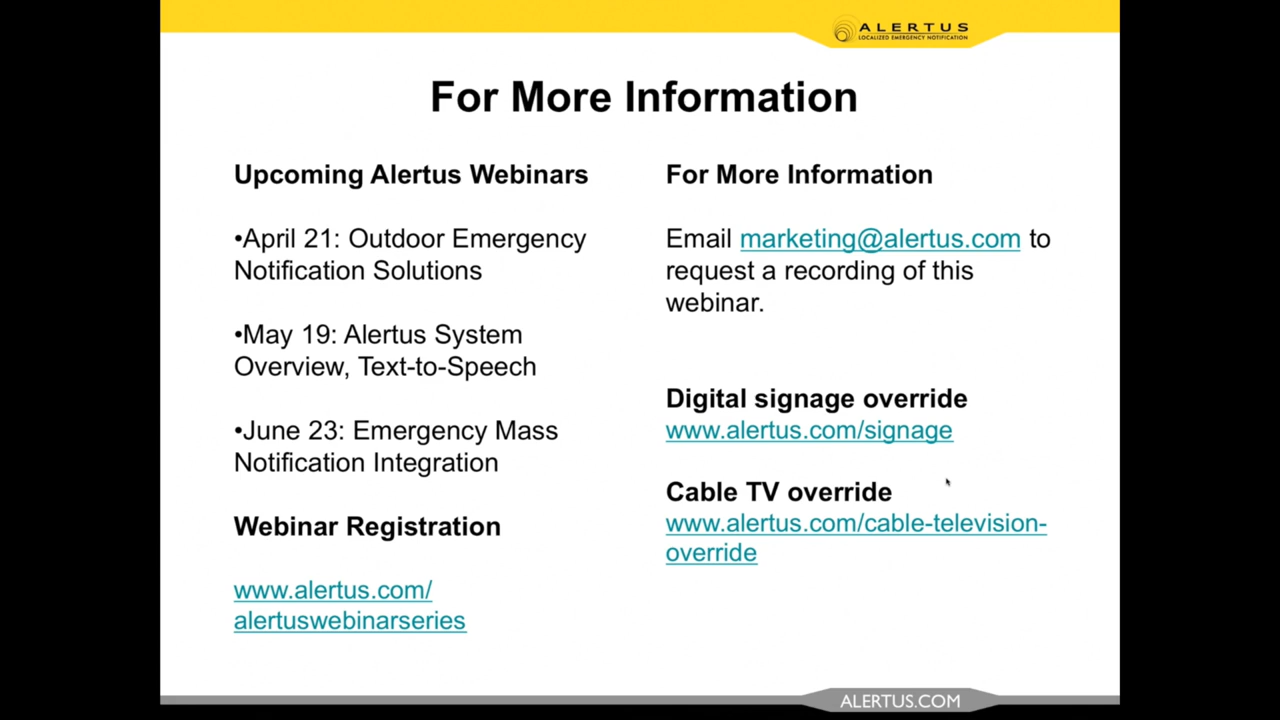 ALERTUS
LOCALIZED EMERGENCY NOTIFICATION
For More Information
Upcoming Alertus Webinars
•April 21: Outdoor Emergency
Notification Solutions
•May 19: Alertus System
Overview, Text-to-Speech
•June 23: Emergency Mass
Notification Integration
Webinar Registration
www.alertus.com/
alertuswebinarseries
For More Information
Email marketing@alertus.com to
request a recording of this
webinar.
Digital signage override
www.alertus.com/signage
Cable TV override
www.alertus.com/cable-television-
override
ALERTUS.COM